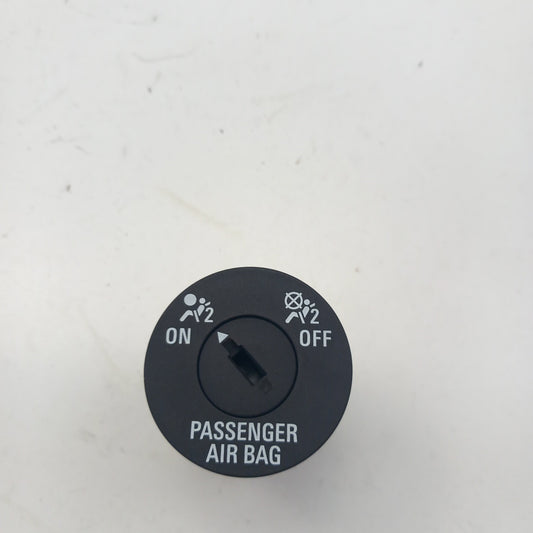 2 2
ON OFF
PASSENGER
AIR BAG